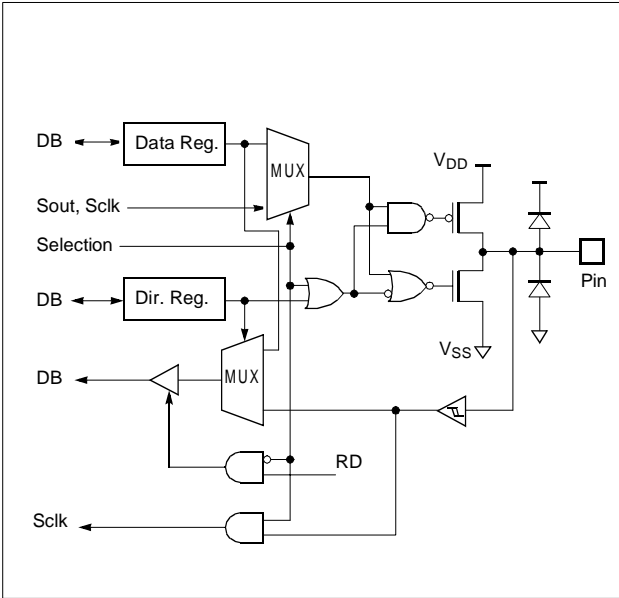 DB
Data Reg.
MUX
VDD
Sout, Sclk
Selection
DB
Dir. Reg.
Pin
VSS
DB
MUX
RD
Sclk